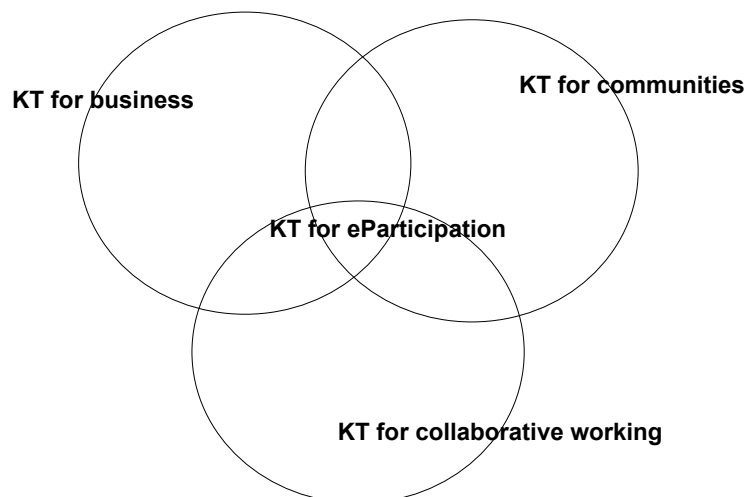 KT for communities
KT for business
KT for eParticipation
KT for collaborative working